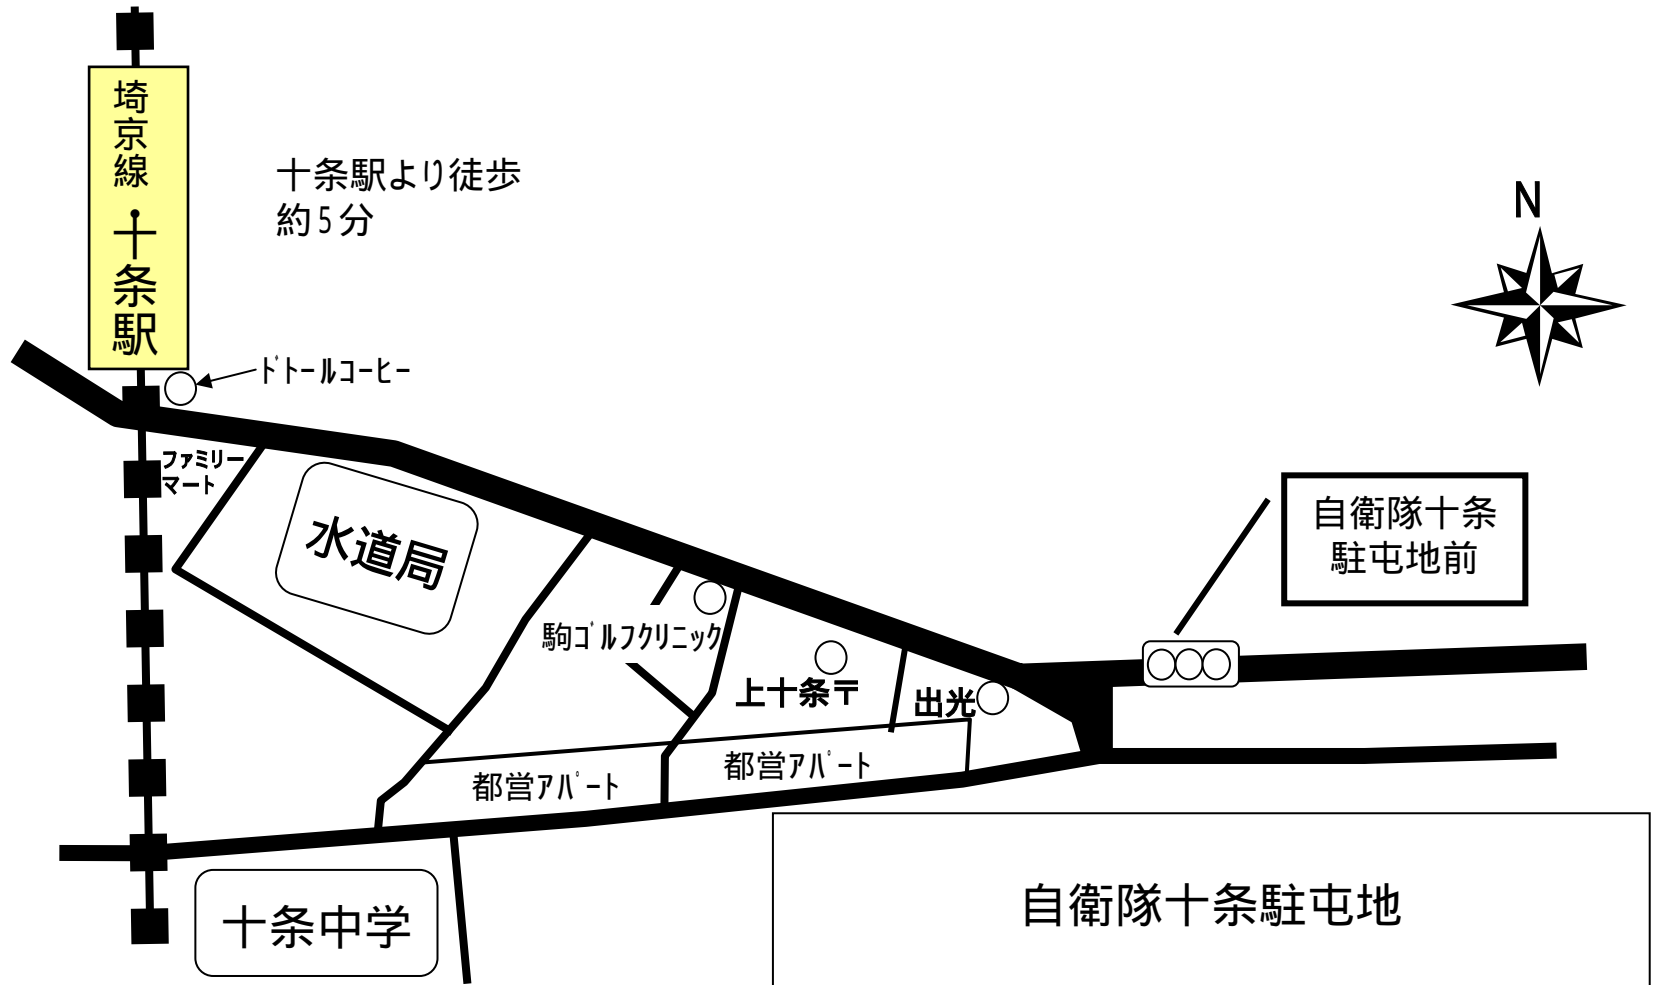 埼京線 十条駅
十条駅より徒歩
約5分
N
ﾄﾞﾄｰﾙｺｰﾋｰ
ファミリー
マート
水道局
自衛隊十条
駐屯地前
駒ｺﾞﾙﾌｸﾘﾆｯｸ
上十条〒
出光
都営ｱﾊﾟｰﾄ
都営ｱﾊﾟｰﾄ
十条中学
自衛隊十条駐屯地